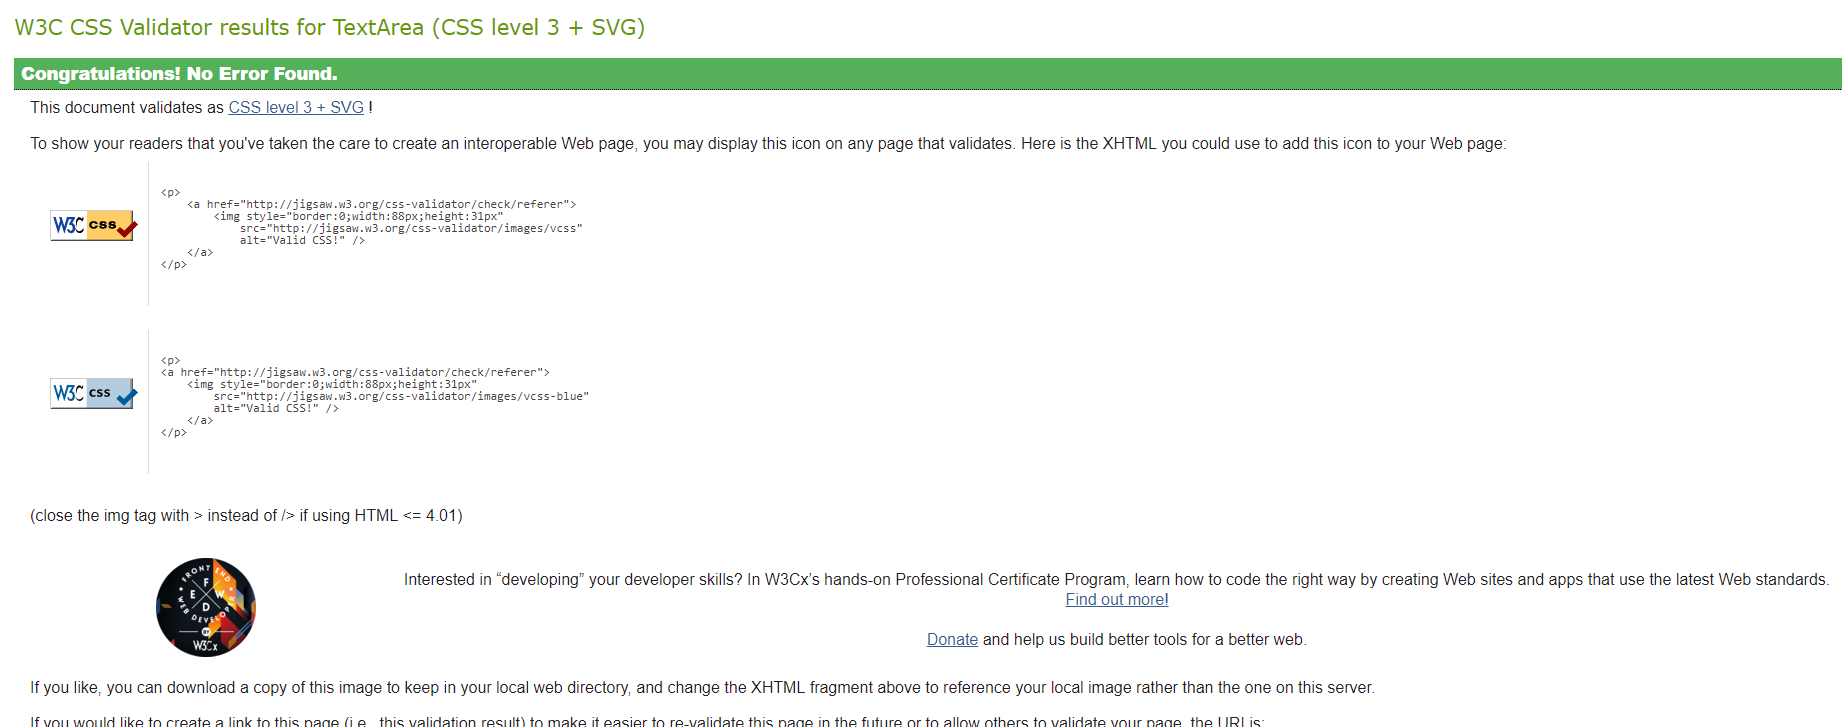 W3C CSS Validator results for TextArea (CSS level 3 + SVG)
Congratulations! No Error Found.
This document validates as CSS level 3 + SVG !
To show your readers that you've taken the care to create an interoperable Web page, you may display this icon on any page that validates. Here is the XHTML you could use to add this icon to your Web page:
W3C css
<p>
<a href="http://jigsaw.w3.org/css-validator/check/referer">
<img style="border:0;width:88px;height:31px"
src="http://jigsaw.w3.org/css-validator/images/vcss"
alt="Valid CSS!" />
</a>
</p>
W3C css
<p>
<a href="http://jigsaw.w3.org/css-validator/check/referer">
<img style="border:0;width:88px;height:31px"
src="http://jigsaw.w3.org/css-validator/images/vcss-blue"
alt="Valid CSS!" />
</a>
</p>
(close the img tag with > instead of /> if using HTML <= 4.01)
FRONT END
F
E W
D
WEB DEVELOPER
BY
W3Cx
Interested in “developing” your developer skills? In W3Cx’s hands-on Professional Certificate Program, learn how to code the right way by creating Web sites and apps that use the latest Web standards.
Find out more!
Donate and help us build better tools for a better web.
If you like, you can download a copy of this image to keep in your local web directory, and change the XHTML fragment above to reference your local image rather than the one on this server.
If you would like to create a link to this page (i.e., this validation result) to make it easier to re-validate this page in the future or to allow others to validate your page, the URI is: